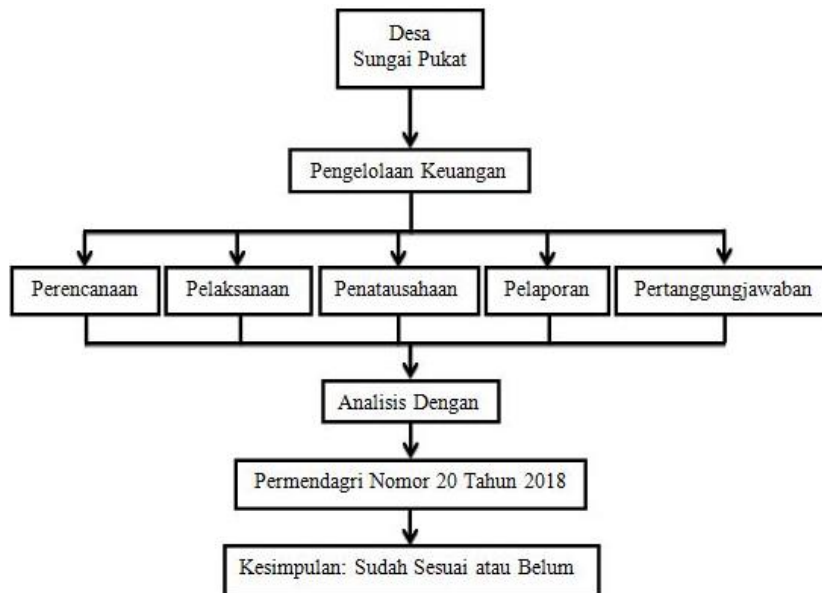 Desa
Sungai Pukat
Pengelolaan Keuangan
Perencanaan
Pelaksanaan
Penatausahaan
Pelaporan
Pertanggungjawaban
Analisis Dengan
Permendagri Nomor 20 Tahun 2018
Kesimpulan: Sudah Sesuai atau Belum